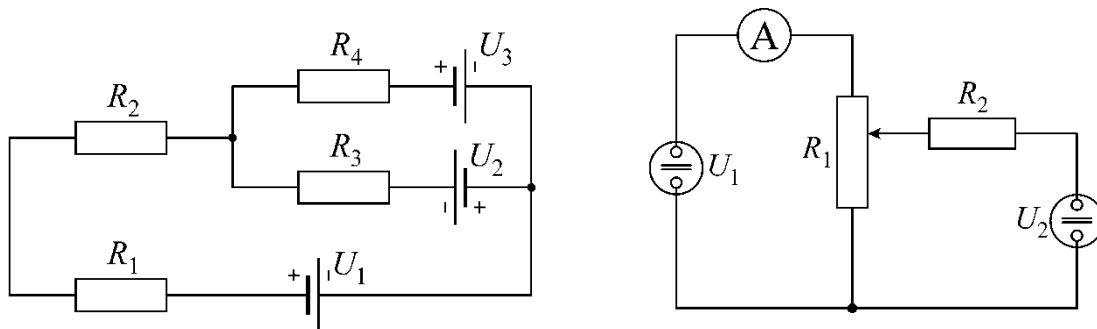 R₄
+ - U₃
R₂
R₃
- + U₂
R₁
+ - U₁
A
U₁
R₁
R₂
U₂